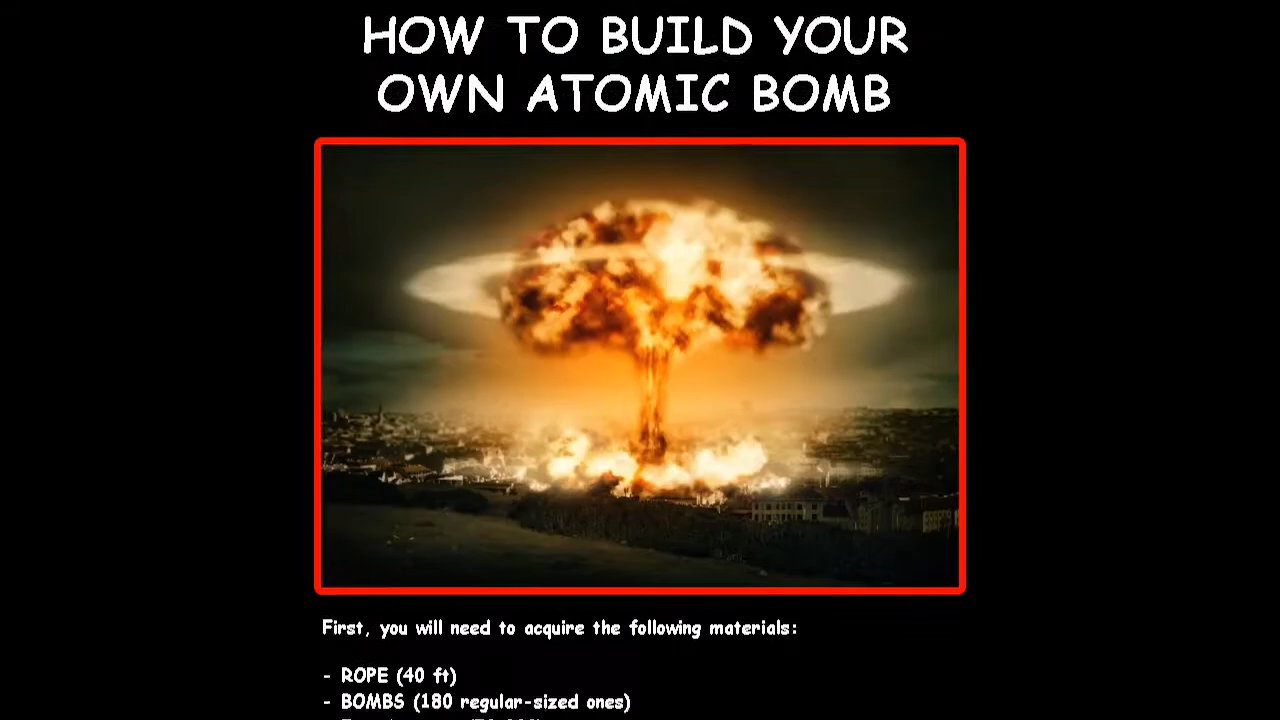 HOW TO BUILD YOUR
OWN ATOMIC BOMB
First, you will need to acquire the following materials:
- ROPE (40 ft)
- BOMBS (180 regular-sized ones)